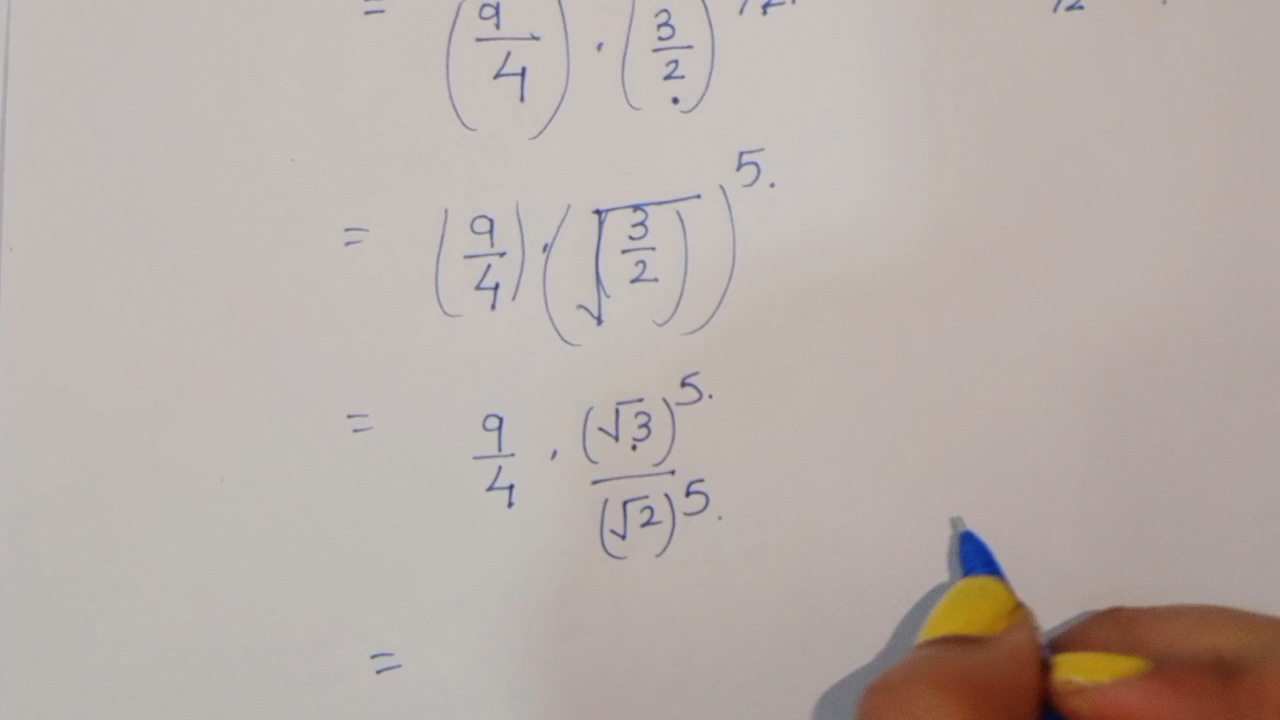 = (9/4) · (3/2)
= (9/4) · (√(3/2))^5.
= 9/4 · (√3)^5. / (√2)^5.
=